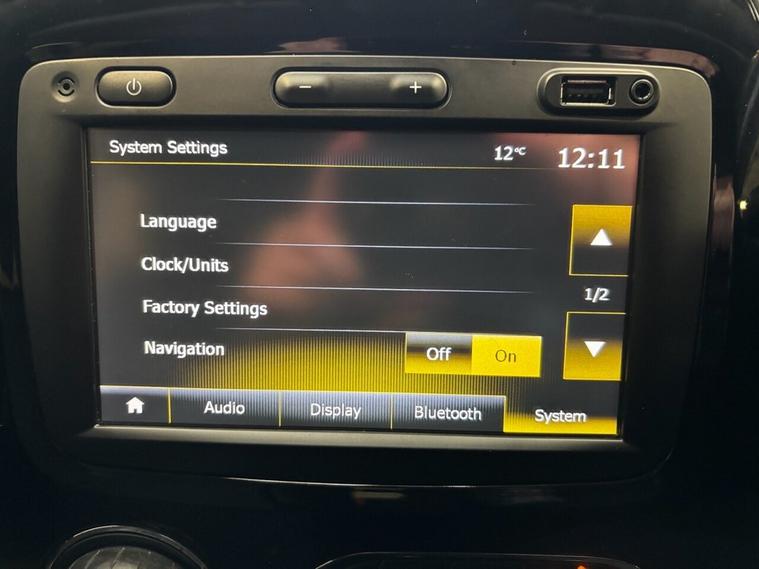 − +
System Settings 12°C 12:11
Language
Clock/Units
1/2
Factory Settings
Navigation Off On
Audio Display Bluetooth System